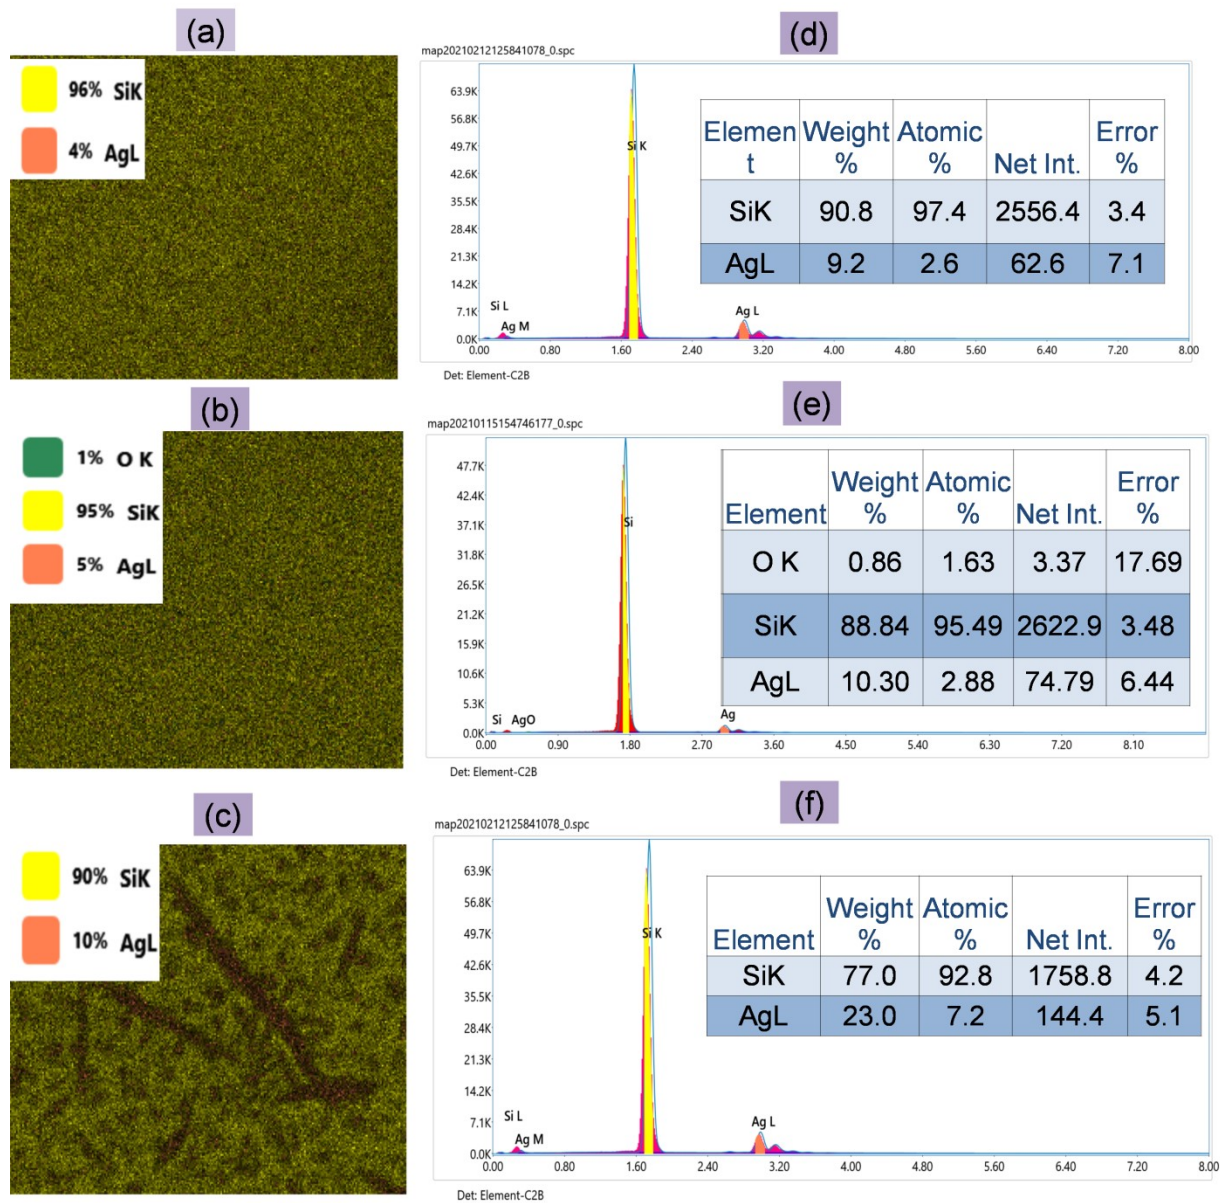 (a)
96% SiK
4% AgL
(d)
map20210212125841078_0.spc
63.9K
56.8K
49.7K
42.6K
35.5K
28.4K
21.3K
14.2K
7.1K
0.0K
Si K
Si L
Ag M
Ag L
0.00 0.80 1.60 2.40 3.20 4.00 4.80 5.60 6.40 7.20 8.00
Det: Element-C2B
Elemen
t
Weight
%
Atomic
%
Net Int.
Error
%
SiK 90.8 97.4 2556.4 3.4
AgL 9.2 2.6 62.6 7.1
(b)
1% O K
95% SiK
5% AgL
(e)
map20210115154746177_0.spc
47.7K
42.4K
37.1K
31.8K
26.5K
21.2K
15.9K
10.6K
5.3K
0.0K
Si
Si AgO
Ag
0.00 0.90 1.80 2.70 3.60 4.50 5.40 6.30 7.20 8.10
Det: Element-C2B
Element
Weight
%
Atomic
%
Net Int.
Error
%
O K 0.86 1.63 3.37 17.69
SiK 88.84 95.49 2622.9 3.48
AgL 10.30 2.88 74.79 6.44
(c)
90% SiK
10% AgL
(f)
map20210212125841078_0.spc
63.9K
56.8K
49.7K
42.6K
35.5K
28.4K
21.3K
14.2K
7.1K
0.0K
Si K
Si L
Ag M
Ag L
0.00 0.80 1.60 2.40 3.20 4.00 4.80 5.60 6.40 7.20 8.00
Det: Element-C2B
Element
Weight
%
Atomic
%
Net Int.
Error
%
SiK 77.0 92.8 1758.8 4.2
AgL 23.0 7.2 144.4 5.1